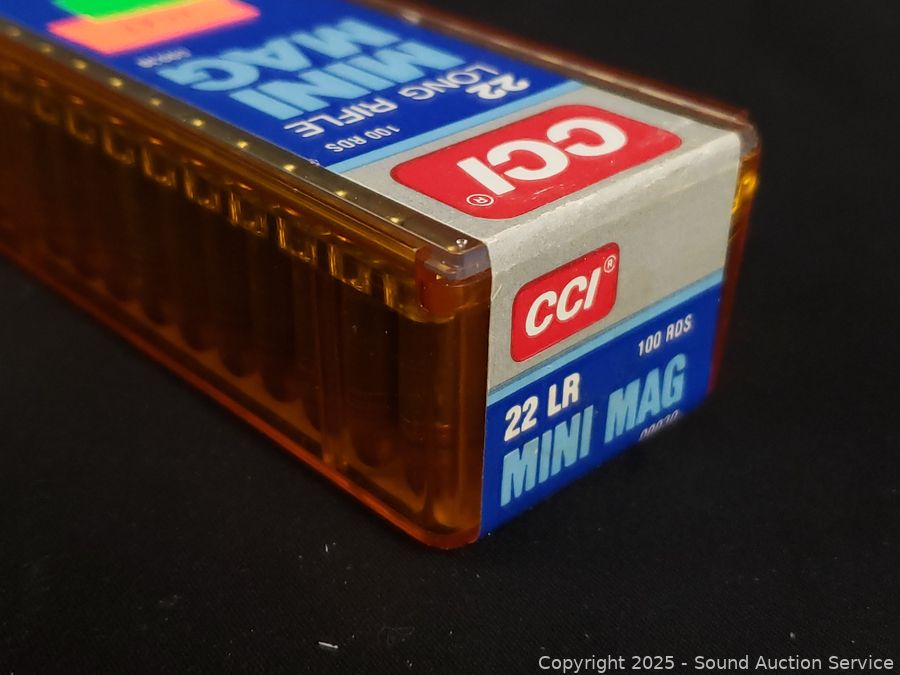 MINI
MAG
22
LONG RIFLE
100 RDS
CCI®
CCI®
100 RDS
22 LR
MINI MAG
Copyright 2025 - Sound Auction Service